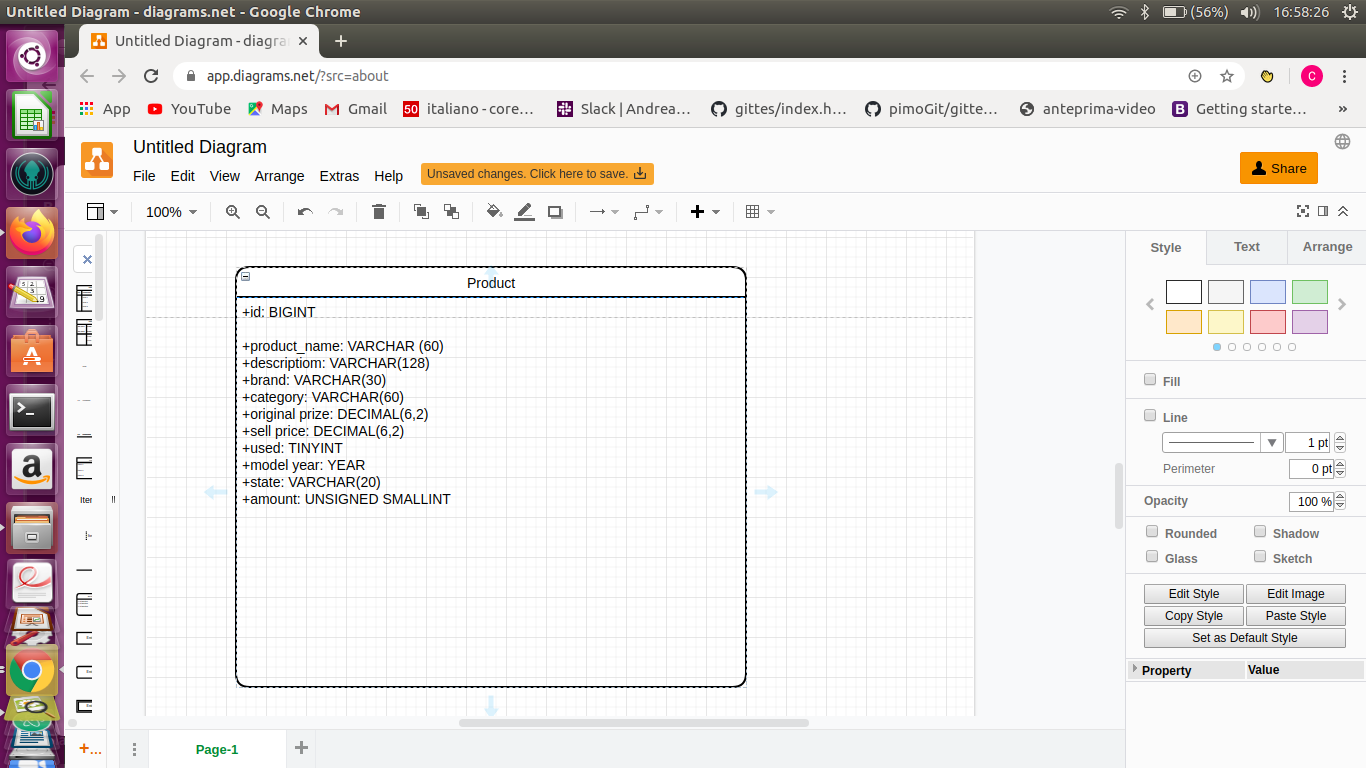 Untitled Diagram - diagrams.net - Google Chrome
(56%)
16:58:26
Untitled Diagram - diagra
app.diagrams.net/?src=about
C
App
YouTube
Maps
Gmail
50
italiano - core...
Slack | Andrea...
gittes/index.h...
pimoGit/gitte...
anteprima-video
B
Getting starte...
»
Untitled Diagram
File Edit View Arrange Extras Help
Unsaved changes. Click here to save.
Share
100%
Product
+id: BIGINT
+product_name: VARCHAR (60)
+descriptiom: VARCHAR(128)
+brand: VARCHAR(30)
+category: VARCHAR(60)
+original prize: DECIMAL(6,2)
+sell price: DECIMAL(6,2)
+used: TINYINT
+model year: YEAR
+state: VARCHAR(20)
+amount: UNSIGNED SMALLINT
Style
Text
Arrange
Fill
Line
1 pt
Perimeter
0 pt
Opacity
100 %
Rounded
Shadow
Glass
Sketch
Edit Style
Edit Image
Copy Style
Paste Style
Set as Default Style
Property
Value
Page-1